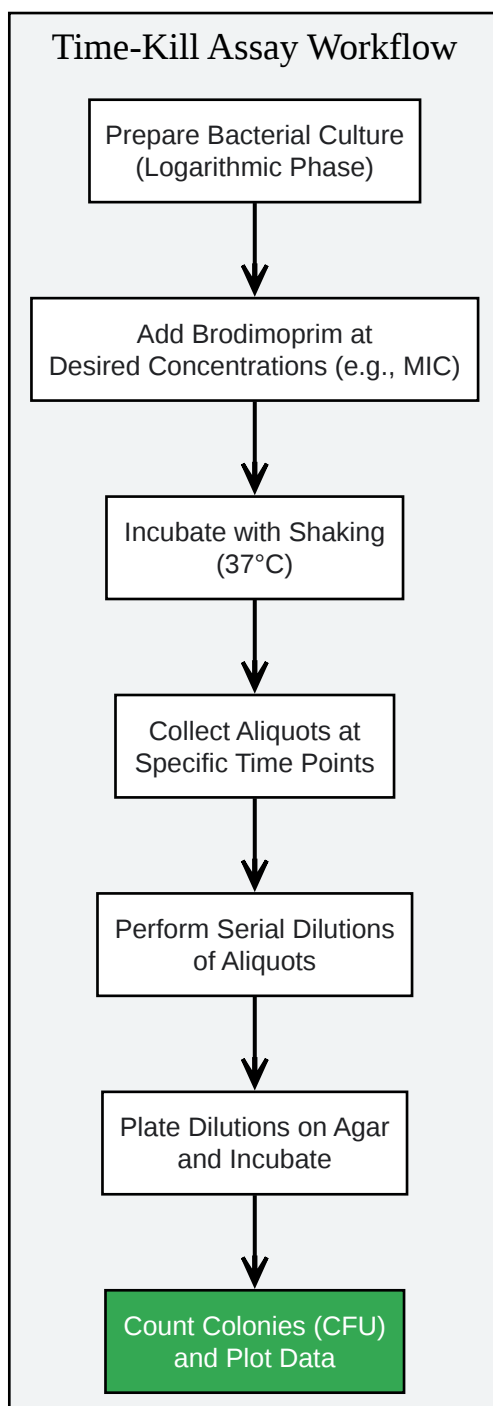 Time-Kill Assay Workflow
Prepare Bacterial Culture
(Logarithmic Phase)
Add Brodimoprim at
Desired Concentrations (e.g., MIC)
Incubate with Shaking
(37°C)
Collect Aliquots at
Specific Time Points
Perform Serial Dilutions
of Aliquots
Plate Dilutions on Agar
and Incubate
Count Colonies (CFU)
and Plot Data